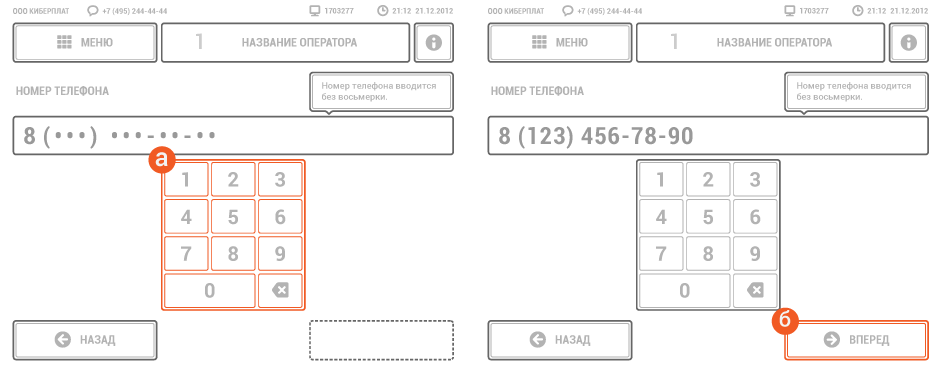 ООО КИБЕРПЛАТ +7 (495) 244-44-44 1703277 21:12 21.12.2012
МЕНЮ 1 НАЗВАНИЕ ОПЕРАТОРА
НОМЕР ТЕЛЕФОНА
Номер телефона вводится
без восьмерки.
8 (•••) •••-••-••
а
1 2 3
4 5 6
7 8 9
0
НАЗАД
ООО КИБЕРПЛАТ +7 (495) 244-44-44 1703277 21:12 21.12.2012
МЕНЮ 1 НАЗВАНИЕ ОПЕРАТОРА
НОМЕР ТЕЛЕФОНА
Номер телефона вводится
без восьмерки.
8 (123) 456-78-90
1 2 3
4 5 6
7 8 9
0
б
НАЗАД ВПЕРЕД